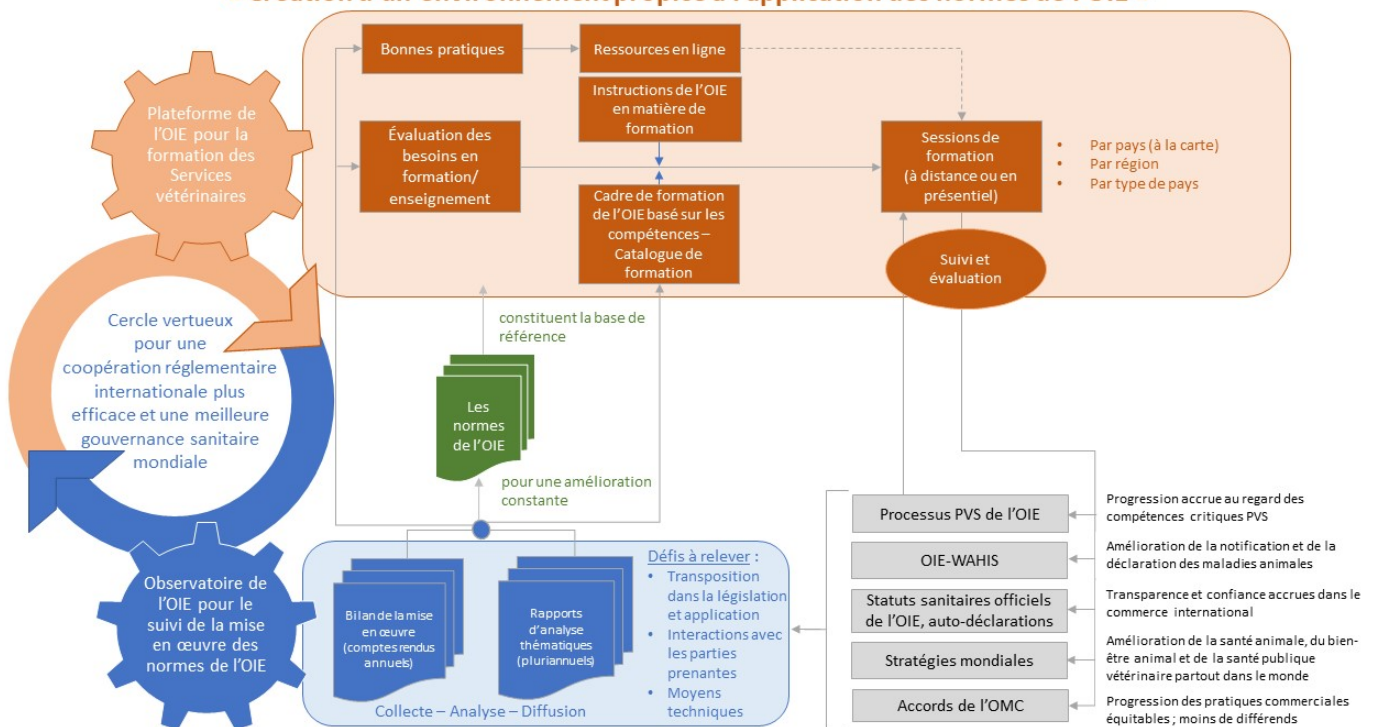 création d'un environnement propice à l'application des normes de l'OIE
Bonnes pratiques
Ressources en ligne
Plateforme de
l'OIE pour la
formation des
Services
vétérinaires
Instructions de l'OIE
en matière de
formation
Évaluation des
besoins en
formation/
enseignement
Sessions de
formation
(à distance ou en
présentiel)
• Par pays (à la carte)
• Par région
• Par type de pays
Cadre de formation
de l'OIE basé sur les
compétences –
Catalogue de
formation
Suivi et
évaluation
Cercle vertueux
pour une
coopération réglementaire
internationale plus
efficace et une meilleure
gouvernance sanitaire
mondiale
constituent la base de
référence
Les
normes
de l'OIE
pour une amélioration
constante
Observatoire de
l'OIE pour le
suivi de la mise
en œuvre des
normes de l'OIE
Bilan de la mise
en œuvre
(comptes rendus
annuels)
Rapports
d'analyse
thématiques
(pluriannuels)
Défis à relever :
• Transposition
dans la législation
et application
• Interactions avec
les parties
prenantes
• Moyens
techniques
Collecte – Analyse – Diffusion
Processus PVS de l'OIE
Progression accrue au regard des
compétences critiques PVS
OIE-WAHIS
Amélioration de la notification et de la
déclaration des maladies animales
Statuts sanitaires officiels
de l'OIE, auto-déclarations
Transparence et confiance accrues dans le
commerce international
Stratégies mondiales
Amélioration de la santé animale, du bien-
être animal et de la santé publique
vétérinaire partout dans le monde
Accords de l'OMC
Progression des pratiques commerciales
équitables ; moins de différends